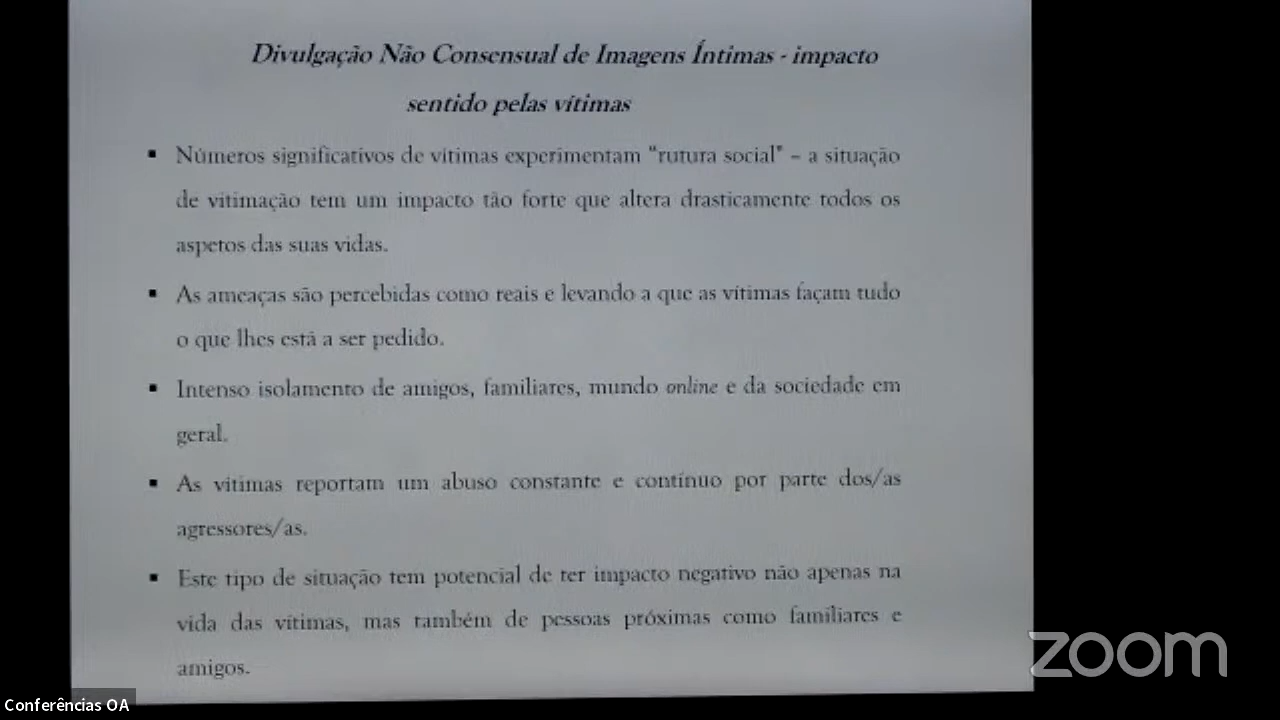 Divulgação Não Consensual de Imagens Íntimas - impacto
sentido pelas vítimas
▪ Números significativos de vítimas experimentam "rutura social" – a situação
de vitimação tem um impacto tão forte que altera drasticamente todos os
aspetos das suas vidas.
▪ As ameaças são percebidas como reais e levando a que as vítimas façam tudo
o que lhes está a ser pedido.
▪ Intenso isolamento de amigos, familiares, mundo online e da sociedade em
geral.
▪ As vítimas reportam um abuso constante e contínuo por parte dos/as
agressores/as.
▪ Este tipo de situação tem potencial de ter impacto negativo não apenas na
vida das vítimas, mas também de pessoas próximas como familiares e
amigos.
zoom
Conferências OA